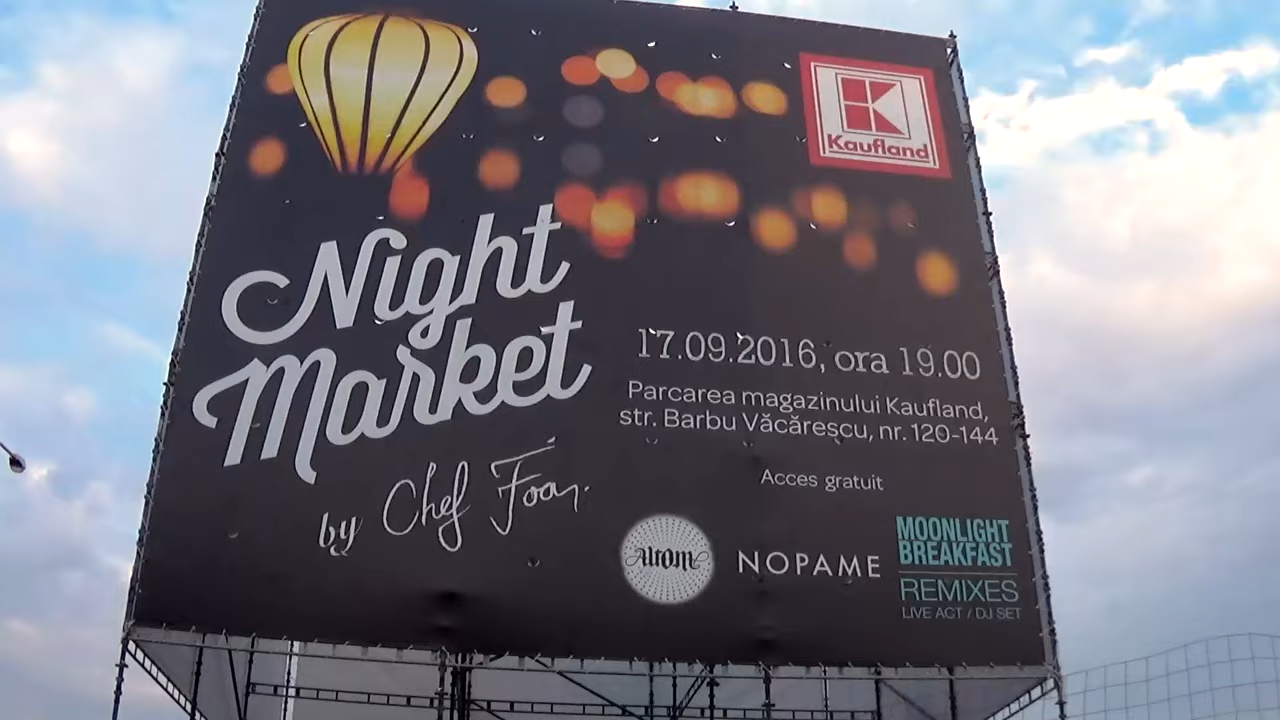 Kaufland
Night
Market
by Chef Foa
17.09.2016, ora 19.00
Parcarea magazinului Kaufland,
str. Barbu Văcărescu, nr. 120-144
Acces gratuit
NOPAME
MOONLIGHT
BREAKFAST
REMIXES
LIVE ACT / DJ SET